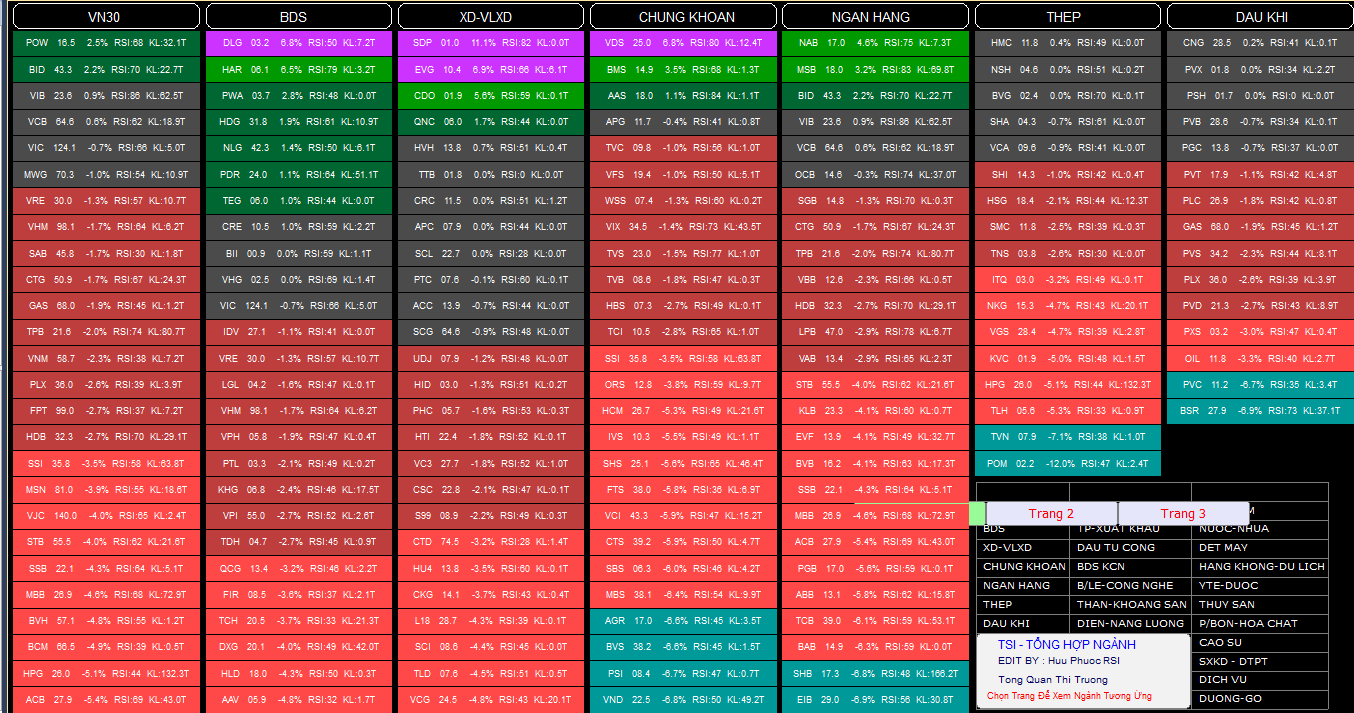 VN30
POW 16.5 2.5% RSI:68 KL:32.1T
BID 43.3 2.2% RSI:70 KL:22.7T
VIB 23.6 0.9% RSI:86 KL:62.5T
VCB 64.6 0.6% RSI:62 KL:18.9T
VIC 124.1 -0.7% RSI:66 KL:5.0T
MWG 70.3 -1.0% RSI:54 KL:10.9T
VRE 30.0 -1.3% RSI:57 KL:10.7T
VHM 98.1 -1.7% RSI:64 KL:6.2T
SAB 45.8 -1.7% RSI:30 KL:1.8T
CTG 50.9 -1.7% RSI:67 KL:24.3T
GAS 68.0 -1.9% RSI:45 KL:1.2T
TPB 21.6 -2.0% RSI:74 KL:80.7T
VNM 58.7 -2.3% RSI:38 KL:7.2T
PLX 36.0 -2.6% RSI:39 KL:3.9T
FPT 99.0 -2.7% RSI:37 KL:7.2T
HDB 32.3 -2.7% RSI:70 KL:29.1T
SSI 35.8 -3.5% RSI:58 KL:63.8T
MSN 81.0 -3.9% RSI:55 KL:18.6T
VJC 140.0 -4.0% RSI:65 KL:2.4T
STB 55.5 -4.0% RSI:62 KL:21.6T
SSB 22.1 -4.3% RSI:64 KL:5.1T
MBB 26.9 -4.6% RSI:68 KL:72.9T
BVH 57.1 -4.8% RSI:55 KL:1.2T
BCM 66.5 -4.9% RSI:39 KL:0.5T
HPG 26.0 -5.1% RSI:44 KL:132.3T
ACB 27.9 -5.4% RSI:69 KL:43.0T
BDS
DLG 03.2 6.8% RSI:50 KL:7.2T
HAR 06.1 6.5% RSI:79 KL:3.2T
PWA 03.7 2.8% RSI:48 KL:0.0T
HDG 31.8 1.9% RSI:61 KL:10.9T
NLG 42.3 1.4% RSI:50 KL:6.1T
PDR 24.0 1.1% RSI:64 KL:51.1T
TEG 06.0 1.0% RSI:44 KL:0.0T
CRE 10.5 1.0% RSI:59 KL:2.2T
BII 00.9 0.0% RSI:59 KL:1.1T
VHG 02.5 0.0% RSI:69 KL:1.4T
VIC 124.1 -0.7% RSI:66 KL:5.0T
IDV 27.1 -1.1% RSI:41 KL:0.0T
VRE 30.0 -1.3% RSI:57 KL:10.7T
LGL 04.2 -1.6% RSI:47 KL:0.1T
VHM 98.1 -1.7% RSI:64 KL:6.2T
VPH 05.8 -1.9% RSI:47 KL:0.4T
PTL 03.3 -2.1% RSI:49 KL:0.2T
KHG 06.8 -2.4% RSI:46 KL:17.5T
VPI 55.0 -2.7% RSI:52 KL:2.6T
TDH 04.7 -2.7% RSI:45 KL:0.9T
QCG 13.4 -3.2% RSI:46 KL:2.2T
FIR 08.5 -3.6% RSI:37 KL:2.1T
TCH 20.5 -3.7% RSI:33 KL:21.3T
DXG 20.1 -4.0% RSI:49 KL:42.0T
HLD 18.0 -4.3% RSI:50 KL:0.3T
AAV 05.9 -4.8% RSI:32 KL:1.7T
XD-VLXD
SDP 01.0 11.1% RSI:82 KL:0.0T
EVG 10.4 6.9% RSI:66 KL:6.1T
CDO 01.9 5.6% RSI:59 KL:0.1T
QNC 06.0 1.7% RSI:44 KL:0.0T
HVH 13.8 0.7% RSI:51 KL:0.4T
TTB 01.8 0.0% RSI:0 KL:0.0T
CRC 11.5 0.0% RSI:51 KL:1.2T
APC 07.9 0.0% RSI:44 KL:0.0T
SCL 22.7 0.0% RSI:28 KL:0.0T
PTC 07.6 -0.1% RSI:60 KL:0.1T
ACC 13.9 -0.7% RSI:44 KL:0.0T
SCG 64.6 -0.9% RSI:48 KL:0.0T
UDJ 07.9 -1.2% RSI:48 KL:0.0T
HID 03.0 -1.3% RSI:51 KL:0.2T
PHC 05.7 -1.6% RSI:53 KL:0.3T
HTI 22.4 -1.8% RSI:52 KL:0.1T
VC3 27.7 -1.8% RSI:52 KL:1.0T
CSC 22.8 -2.1% RSI:47 KL:0.1T
S99 08.9 -2.2% RSI:49 KL:0.3T
CTD 74.5 -3.2% RSI:28 KL:1.4T
HU4 13.8 -3.5% RSI:60 KL:0.1T
CKG 14.1 -3.7% RSI:43 KL:0.4T
L18 28.7 -4.3% RSI:39 KL:0.1T
SCI 08.6 -4.4% RSI:45 KL:0.0T
TLD 07.6 -4.5% RSI:51 KL:0.5T
VCG 24.5 -4.8% RSI:43 KL:20.1T
CHUNG KHOAN
VDS 25.0 6.8% RSI:80 KL:12.4T
BMS 14.9 3.5% RSI:68 KL:1.3T
AAS 18.0 1.1% RSI:84 KL:1.1T
APG 11.7 -0.4% RSI:41 KL:0.8T
TVC 09.8 -1.0% RSI:56 KL:1.0T
VFS 19.4 -1.0% RSI:50 KL:5.1T
WSS 07.4 -1.3% RSI:60 KL:0.2T
VIX 34.5 -1.4% RSI:73 KL:43.5T
TVS 23.0 -1.5% RSI:77 KL:1.0T
TVB 08.6 -1.8% RSI:47 KL:0.3T
HBS 07.3 -2.7% RSI:49 KL:0.1T
TCI 10.5 -2.8% RSI:65 KL:1.0T
SSI 35.8 -3.5% RSI:58 KL:63.8T
ORS 12.8 -3.8% RSI:59 KL:9.7T
HCM 26.7 -5.3% RSI:49 KL:21.6T
IVS 10.3 -5.5% RSI:49 KL:1.1T
SHS 25.1 -5.6% RSI:65 KL:46.4T
FTS 38.0 -5.8% RSI:36 KL:6.9T
VCI 43.3 -5.9% RSI:47 KL:15.2T
CTS 39.2 -5.9% RSI:50 KL:4.7T
SBS 06.3 -6.0% RSI:46 KL:4.2T
MBS 38.1 -6.4% RSI:54 KL:9.9T
AGR 17.0 -6.6% RSI:45 KL:3.5T
BVS 38.2 -6.6% RSI:45 KL:1.5T
PSI 08.4 -6.7% RSI:47 KL:0.7T
VND 22.5 -6.8% RSI:50 KL:49.2T
NGAN HANG
NAB 17.0 4.6% RSI:75 KL:7.3T
MSB 18.0 3.2% RSI:83 KL:69.8T
BID 43.3 2.2% RSI:70 KL:22.7T
VIB 23.6 0.9% RSI:86 KL:62.5T
VCB 64.6 0.6% RSI:62 KL:18.9T
OCB 14.6 -0.3% RSI:74 KL:37.0T
SGB 14.8 -1.3% RSI:70 KL:0.3T
CTG 50.9 -1.7% RSI:67 KL:24.3T
TPB 21.6 -2.0% RSI:74 KL:80.7T
VBB 12.6 -2.3% RSI:66 KL:0.5T
HDB 32.3 -2.7% RSI:70 KL:29.1T
LPB 47.0 -2.9% RSI:78 KL:6.7T
VAB 13.4 -2.9% RSI:65 KL:2.3T
STB 55.5 -4.0% RSI:62 KL:21.6T
KLB 23.3 -4.1% RSI:60 KL:0.7T
EVF 13.9 -4.1% RSI:49 KL:32.7T
BVB 16.2 -4.1% RSI:63 KL:17.3T
SSB 22.1 -4.3% RSI:64 KL:5.1T
MBB 26.9 -4.6% RSI:68 KL:72.9T
ACB 27.9 -5.4% RSI:69 KL:43.0T
PGB 17.0 -5.6% RSI:59 KL:0.1T
ABB 13.1 -5.8% RSI:62 KL:15.8T
TCB 39.0 -6.1% RSI:59 KL:53.1T
BAB 14.9 -6.3% RSI:59 KL:0.0T
SHB 17.3 -6.8% RSI:48 KL:166.2T
EIB 29.0 -6.9% RSI:56 KL:30.8T
THEP
HMC 11.8 0.4% RSI:49 KL:0.0T
NSH 04.6 0.0% RSI:51 KL:0.2T
BVG 02.4 0.0% RSI:70 KL:0.1T
SHA 04.3 -0.7% RSI:61 KL:0.0T
VCA 09.6 -0.9% RSI:41 KL:0.0T
SHI 14.3 -1.0% RSI:42 KL:0.4T
HSG 18.4 -2.1% RSI:44 KL:12.3T
SMC 11.8 -2.5% RSI:39 KL:0.3T
TNS 03.8 -2.6% RSI:30 KL:0.0T
ITQ 03.0 -3.2% RSI:49 KL:0.1T
NKG 15.3 -4.7% RSI:43 KL:20.1T
VGS 28.4 -4.7% RSI:39 KL:2.8T
KVC 01.9 -5.0% RSI:48 KL:1.5T
HPG 26.0 -5.1% RSI:44 KL:132.3T
TLH 05.6 -5.3% RSI:33 KL:0.9T
TVN 07.9 -7.1% RSI:38 KL:1.0T
POM 02.2 -12.0% RSI:47 KL:2.4T
DAU KHI
CNG 28.5 0.2% RSI:41 KL:0.1T
PVX 01.8 0.0% RSI:34 KL:2.2T
PSH 01.7 0.0% RSI:0 KL:0.0T
PVB 28.6 -0.7% RSI:34 KL:0.1T
PGC 13.8 -0.7% RSI:37 KL:0.0T
PVT 17.9 -1.1% RSI:42 KL:4.8T
PLC 26.9 -1.8% RSI:42 KL:0.8T
GAS 68.0 -1.9% RSI:45 KL:1.2T
PVS 34.2 -2.3% RSI:44 KL:8.1T
PLX 36.0 -2.6% RSI:39 KL:3.9T
PVD 21.3 -2.7% RSI:43 KL:8.9T
PXS 03.2 -3.0% RSI:47 KL:0.4T
OIL 11.8 -3.3% RSI:40 KL:2.7T
PVC 11.2 -6.7% RSI:35 KL:3.4T
BSR 27.9 -6.9% RSI:73 KL:37.1T
Trang 2 Trang 3
BDS TP-XUAT KHAU NUOC-NHUA
XD-VLXD DAU TU CONG DET MAY
CHUNG KHOAN BDS KCN HANG KHONG-DU LICH
NGAN HANG B/LE-CONG NGHE YTE-DUOC
THEP THAN-KHOANG SAN THUY SAN
DAU KHI DIEN-NANG LUONG P/BON-HOA CHAT
CAO SU
SXKD - DTPT
DICH VU
DUONG-GO
TSI - TỔNG HỢP NGÀNH
EDIT BY : Huu Phuoc RSI
Tong Quan Thi Truong
Chọn Trang Để Xem Ngành Tương Ứng